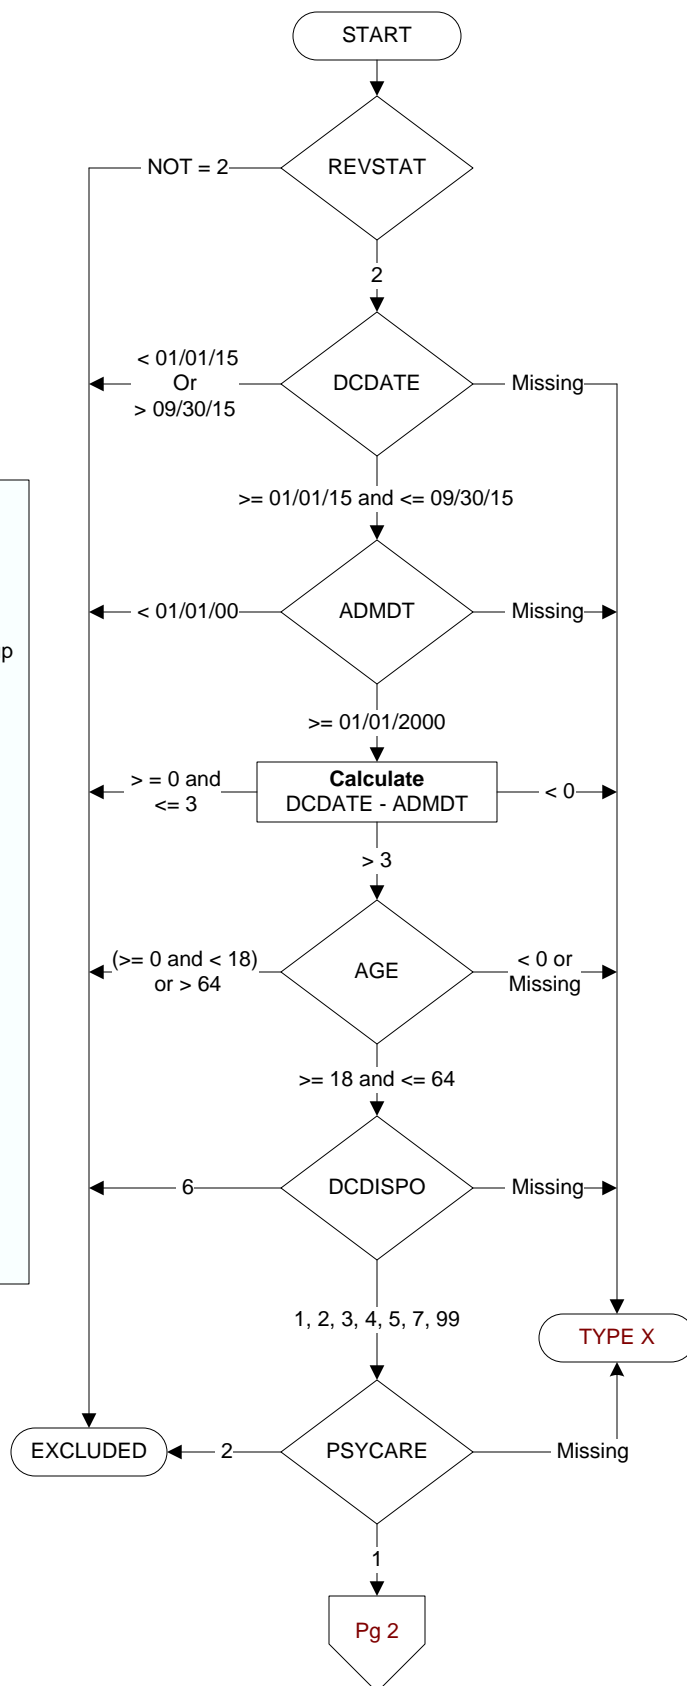 START
REVSTAT
NOT = 2
2
DCDATE
< 01/01/15
Or
> 09/30/15
Missing
>= 01/01/15 and <= 09/30/15
ADMDT
< 01/01/00
Missing
>= 01/01/2000
Calculate
DCDATE - ADMDT
> = 0 and
<= 3
< 0
> 3
AGE
(>= 0 and < 18)
or > 64
< 0 or
Missing
>= 18 and <= 64
DCDISPO
6
Missing
1, 2, 3, 4, 5, 7, 99
TYPE X
PSYCARE
EXCLUDED
2
Missing
1
Pg 2